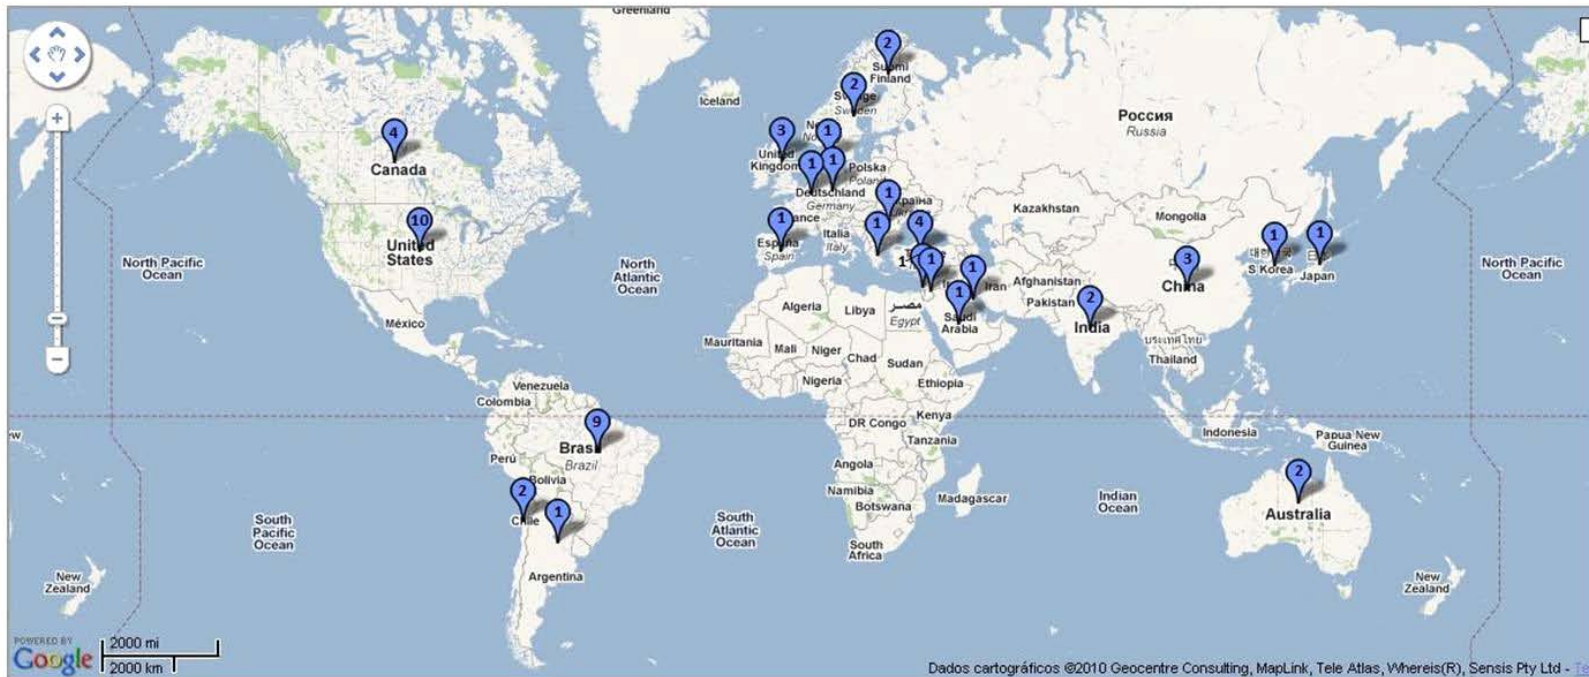 Greenland
2
Suomi
Finland
2
Sverige
Sweden
Iceland
Россия
Russia
4
Canada
3
United
Kingdom
1
1
1
Polska
Poland
Deutschland
Germany
1
Україна
Kazakhstan
Mongolia
10
United
States
1
France
España
Spain
Italia
Italy
1
4
1
1
1
1
Iran
Afghanistan
Pakistan
3
China
1
S Korea
1
Japan
North Pacific
Ocean
North
Atlantic
Ocean
North Pacific
Ocean
México
Algeria
Libya
مصر
Egypt
1
Saudi
Arabia
2
India
ประเทศไทย
Thailand
Mauritania
Mali
Niger
Chad
Sudan
Nigeria
Ethiopia
Venezuela
Colombia
9
Brasil
Brazil
Perú
Bolivia
DR Congo
Kenya
Tanzania
Indonesia
Papua New
Guinea
Angola
Namibia
Botswana
Madagascar
2
Chile
1
Argentina
South
Pacific
Ocean
South
Atlantic
Ocean
Indian
Ocean
South
Africa
2
Australia
New
Zealand
New
Zealand
POWERED BY
Google
2000 mi
2000 km
Dados cartográficos ©2010 Geocentre Consulting, MapLink, Tele Atlas, Whereis(R), Sensis Pty Ltd -